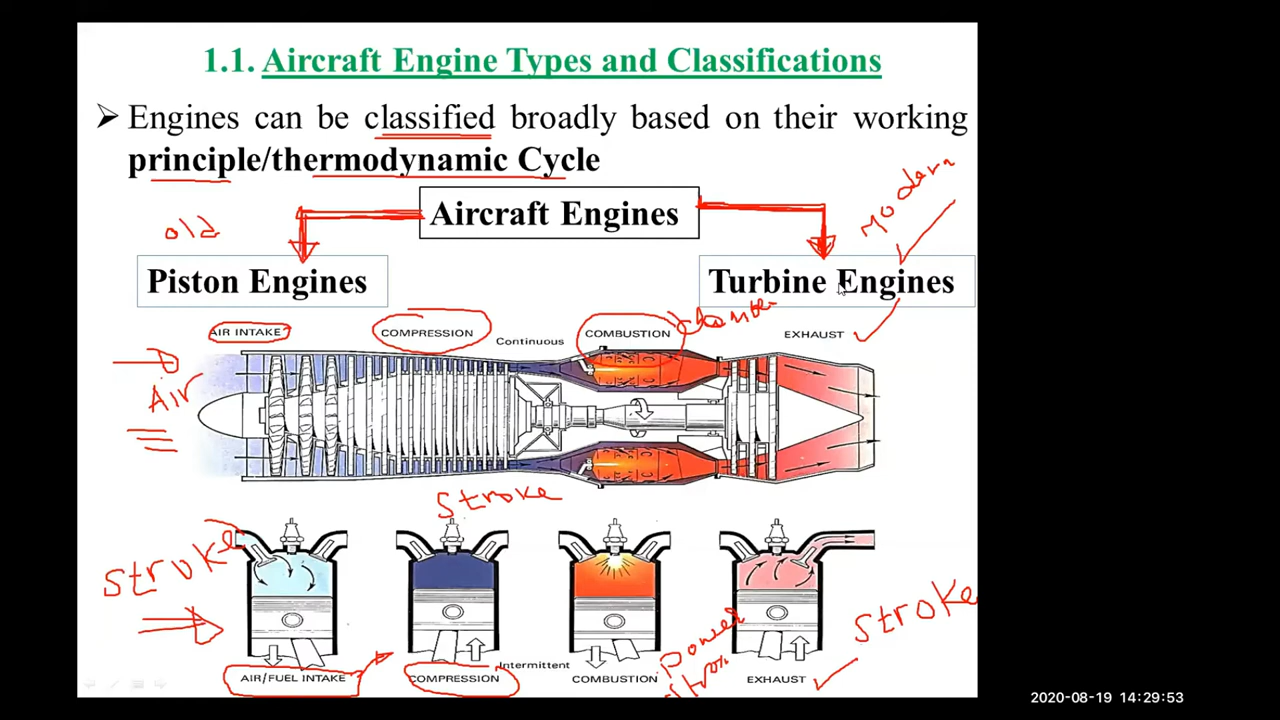 1.1. Aircraft Engine Types and Classifications
➤ Engines can be classified broadly based on their working
principle/thermodynamic Cycle
Modern
Aircraft Engines
old
Piston Engines
Turbine Engines
AIR INTAKE
COMPRESSION
Continuous
COMBUSTION
EXHAUST
Air
Stroke
Stroke
Stroke
Power
Intermittent
AIR/FUEL INTAKE
COMPRESSION
COMBUSTION
EXHAUST
2020-08-19 14:29:53